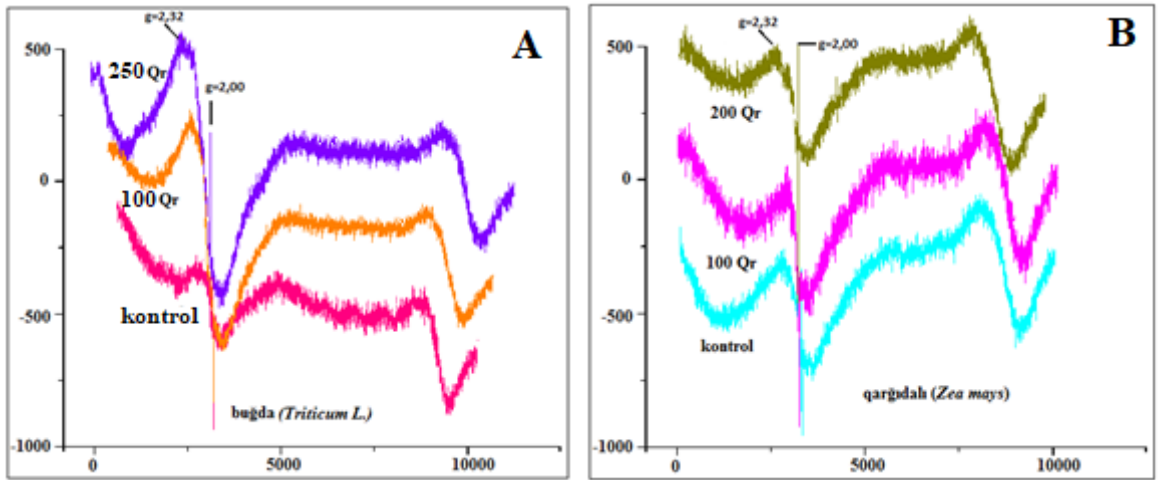 A
g=2,32
500
250 Qr
g=2,00
0
100 Qr
-500
kontrol
buğda (Triticum L.)
-1000
0
5000
10000
B
g=2,32
g=2,00
500
200 Qr
0
100 Qr
-500
kontrol
qarğıdalı (Zea mays)
-1000
0
5000
10000